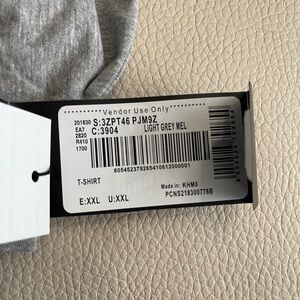 ****Vendor Use Only****
201830 S:3ZPT46 PJM9Z
EA7 C:3904 LIGHT GREY MEL
2820
R410
1700
805452379265410612000001
T-SHIRT
E:XXL U:XXL
Made in: KHM0
PCNS218300776B